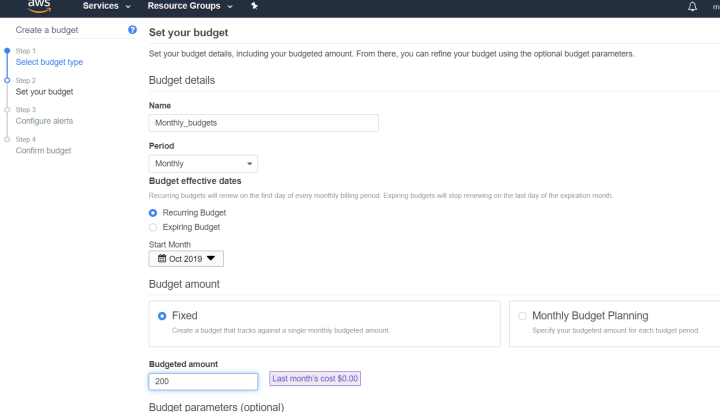 aws
Services
Resource Groups
Create a budget
?
Step 1
Select budget type
Step 2
Set your budget
Step 3
Configure alerts
Step 4
Confirm budget
Set your budget
Set your budget details, including your budgeted amount. From there, you can refine your budget using the optional budget parameters.
Budget details
Name
Monthly_budgets
Period
Monthly
Budget effective dates
Recurring budgets will renew on the first day of every monthly billing period. Expiring budgets will stop renewing on the last day of the expiration month.
Recurring Budget
Expiring Budget
Start Month
Oct 2019
Budget amount
Fixed
Create a budget that tracks against a single monthly budgeted amount.
Monthly Budget Planning
Specify your budgeted amount for each budget period.
Budgeted amount
200
Last month's cost $0.00
Budget parameters (optional)